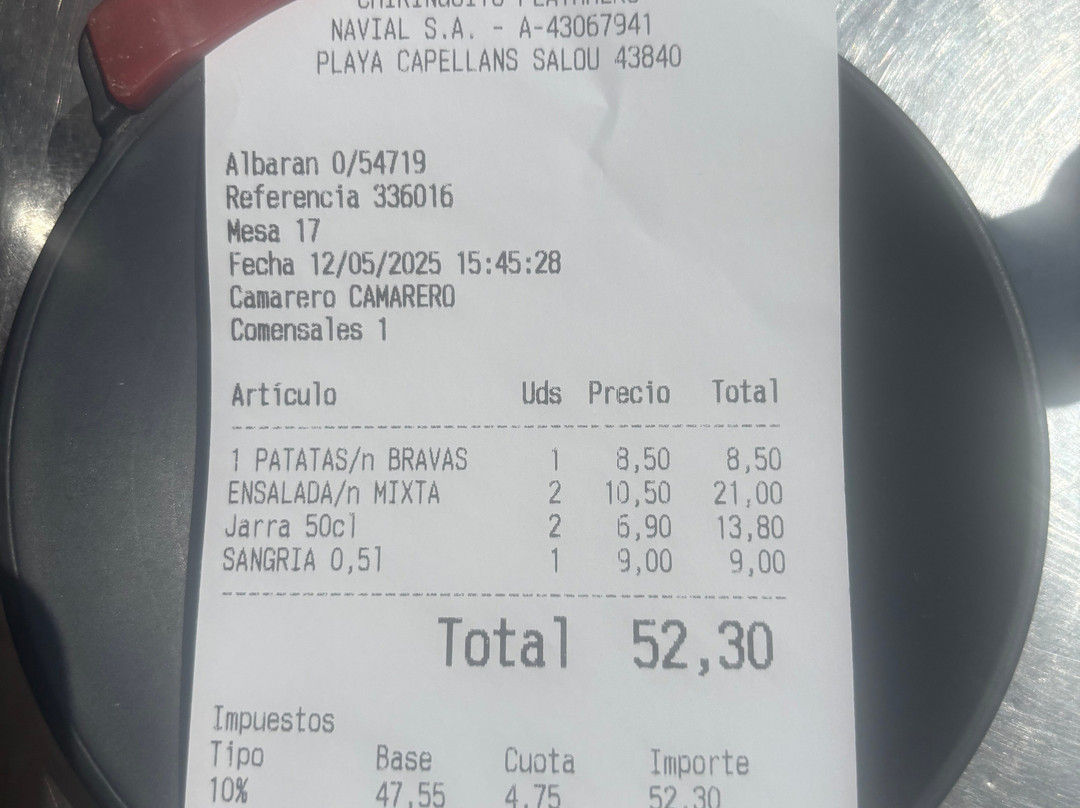 NAVIAL S.A. - A-43067941
PLAYA CAPELLANS SALOU 43840
Albaran 0/54719
Referencia 336016
Mesa 17
Fecha 12/05/2025 15:45:28
Camarero CAMARERO
Comensales 1
Artículo Uds Precio Total
1 PATATAS/n BRAVAS 1 8,50 8,50
ENSALADA/n MIXTA 2 10,50 21,00
Jarra 50cl 2 6,90 13,80
SANGRIA 0,5l 1 9,00 9,00
Total 52,30
Impuestos
Tipo Base Cuota Importe
10% 47,55 4,75 52,30